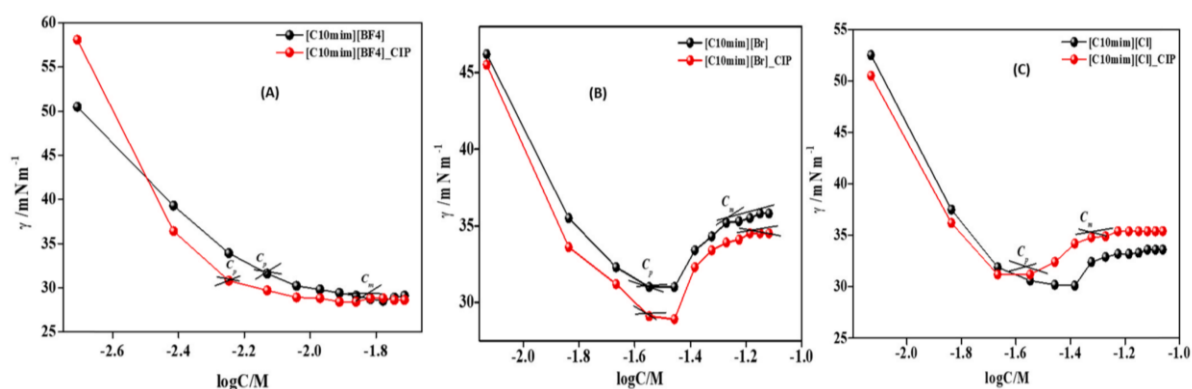 60
55
50
45
40
35
30
25
γ /mN m⁻¹
[C10mim][BF4]
[C10mim][BF4]_CIP
(A)
Cp
Cp
Cm
-2.6
-2.4
-2.2
-2.0
-1.8
logC/M
45
40
35
30
γ /mN m⁻¹
[C10mim][Br]
[C10mim][Br]_CIP
(B)
Cp
Cm
-2.0
-1.8
-1.6
-1.4
-1.2
-1.0
logC/M
55
50
45
40
35
30
25
γ /mN m⁻¹
[C10mim][Cl]
[C10mim][Cl]_CIP
(C)
Cp
Cm
-2.0
-1.8
-1.6
-1.4
-1.2
-1.0
logC/M